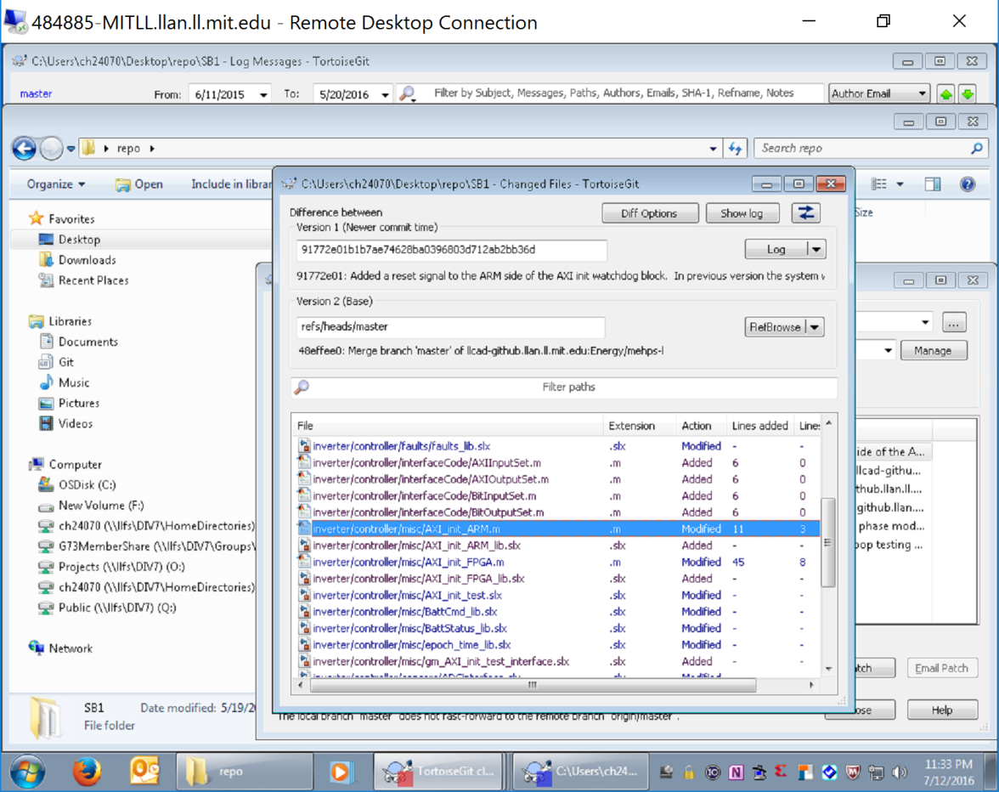 484885-MITLL.llan.ll.mit.edu - Remote Desktop Connection
C:\Users\ch24070\Desktop\repo\SB1 - Log Messages - TortoiseGit
master From: 6/11/2015 To: 5/20/2016 Filter by Subject, Messages, Paths, Authors, Emails, SHA-1, Refname, Notes Author Email
repo Search repo
Organize Open Include in librar
Size
Favorites
Desktop
Downloads
Recent Places
Libraries
Documents
Git
Music
Pictures
Videos
Computer
OSDisk (C:)
New Volume (F:)
ch24070 (\\llfs\DIV7\HomeDirectories)
G73MemberShare (\\llfs\DIV7\Groups\
Projects (\\llfs\DIV7) (O:)
ch24070 (\\llfs\DIV7\HomeDirectories)
Public (\\llfs\DIV7) (Q:)
Network
SB1 Date modified: 5/19/20
File folder
C:\Users\ch24070\Desktop\repo\SB1 - Changed Files - TortoiseGit
Difference between Diff Options Show log
Version 1 (Newer commit time)
91772e01b1b7ae74628ba0396803d712ab2bb36d Log
91772e01: Added a reset signal to the ARM side of the AXI init watchdog block. In previous version the system w
Version 2 (Base)
refs/heads/master RefBrowse
48effee0: Merge branch 'master' of llcad-github.llan.ll.mit.edu:Energy/mehps-l
Filter paths
File Extension Action Lines added Lines
inverter/controller/faults/faults_lib.slx .slx Modified - -
inverter/controller/interfaceCode/AXIInputSet.m .m Added 6 0
inverter/controller/interfaceCode/AXIOutputSet.m .m Added 6 0
inverter/controller/interfaceCode/BitInputSet.m .m Added 6 0
inverter/controller/interfaceCode/BitOutputSet.m .m Added 6 0
inverter/controller/misc/AXI_init_ARM.m .m Modified 11 3
inverter/controller/misc/AXI_init_ARM_lib.slx .slx Added - -
inverter/controller/misc/AXI_init_FPGA.m .m Modified 45 8
inverter/controller/misc/AXI_init_FPGA_lib.slx .slx Added - -
inverter/controller/misc/AXI_init_test.slx .slx Modified - -
inverter/controller/misc/BattCmd_lib.slx .slx Modified - -
inverter/controller/misc/BattStatus_lib.slx .slx Modified - -
inverter/controller/misc/epoch_time_lib.slx .slx Modified - -
inverter/controller/misc/gm_AXI_init_test_interface.slx .slx Added - -
...
Manage
ide of the A...
llcad-githu...
thub.llan.ll....
github.llan....
phase mod...
oop testing ...
tch Email Patch
ose Help
The local branch "master" does not fast-forward to the remote branch "origin/master".
repo TortoiseGit cl... C:\Users\ch24...
11:33 PM
7/12/2016